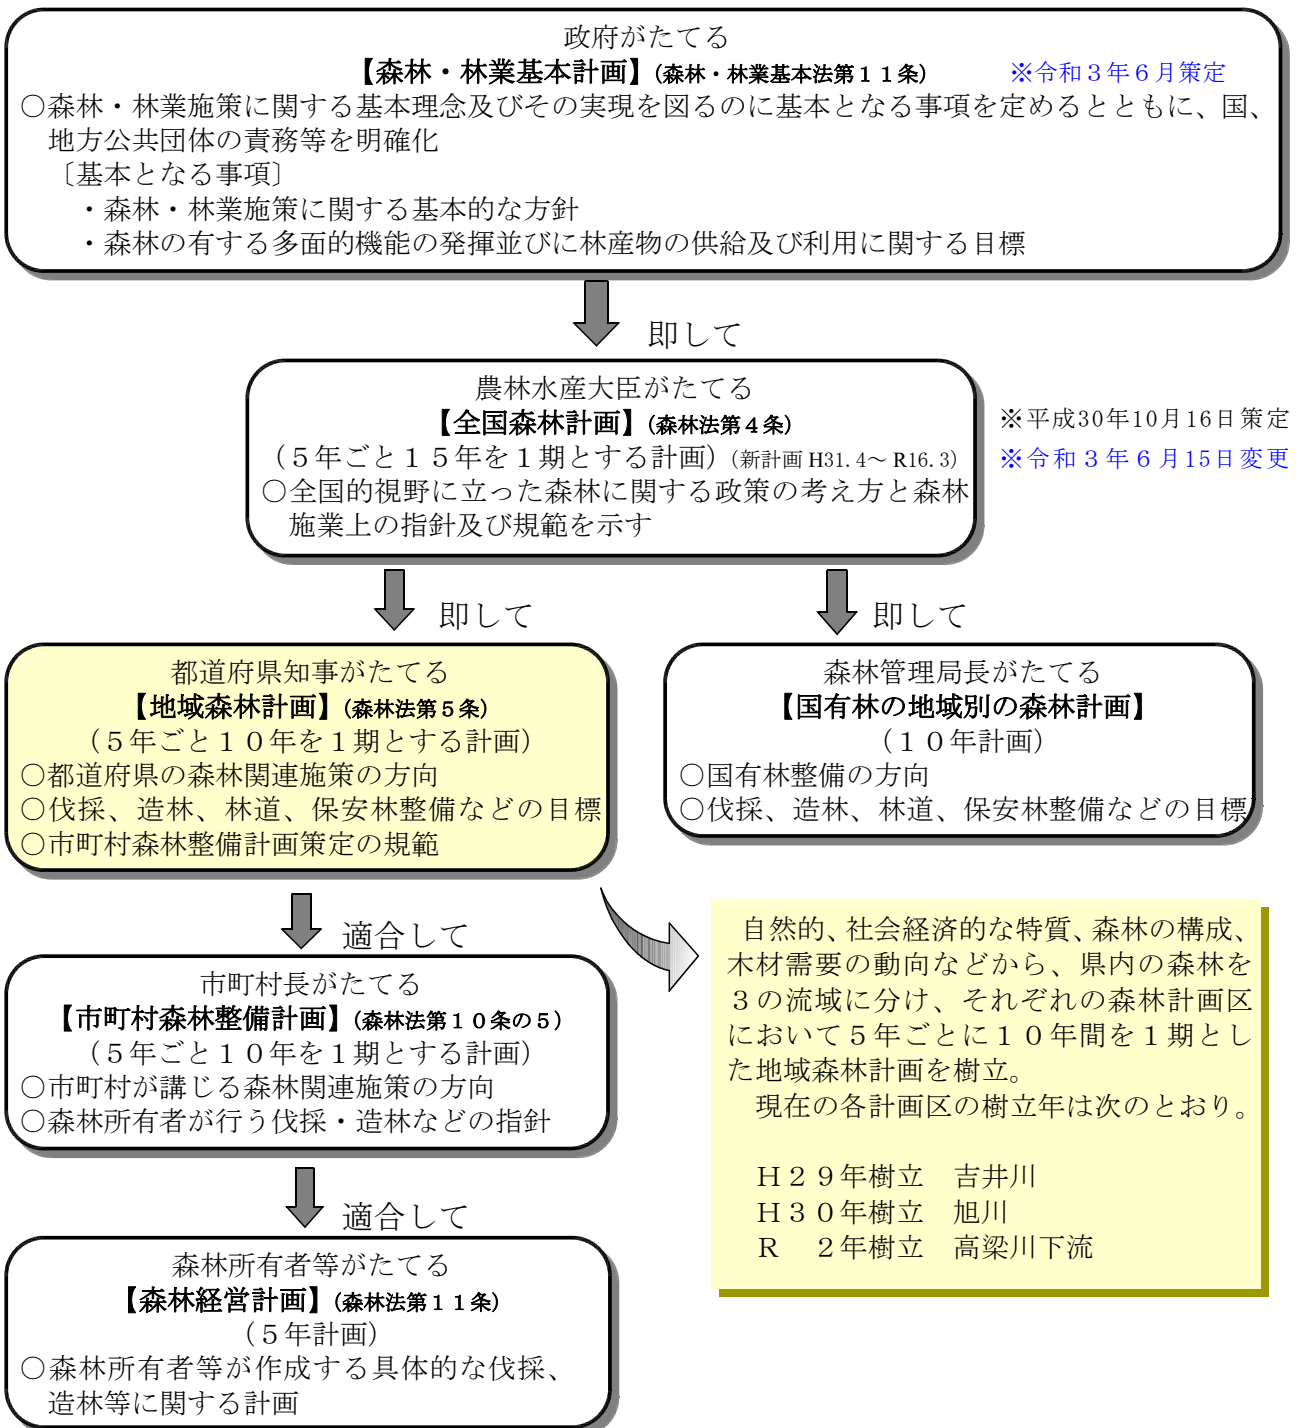 政府がたてる
【森林・林業基本計画】(森林・林業基本法第１１条)　※令和３年６月策定
○森林・林業施策に関する基本理念及びその実現を図るのに基本となる事項を定めるとともに、国、
地方公共団体の責務等を明確化
〔基本となる事項〕
・森林・林業施策に関する基本的な方針
・森林の有する多面的機能の発揮並びに林産物の供給及び利用に関する目標
即して
農林水産大臣がたてる
【全国森林計画】(森林法第４条)
（５年ごと１５年を１期とする計画）(新計画 H31.4～ R16.3)
○全国的視野に立った森林に関する政策の考え方と森林
施業上の指針及び規範を示す
※平成30年10月16日策定
※令和３年６月15日変更
即して
即して
都道府県知事がたてる
【地域森林計画】(森林法第５条)
（５年ごと１０年を１期とする計画）
○都道府県の森林関連施策の方向
○伐採、造林、林道、保安林整備などの目標
○市町村森林整備計画策定の規範
森林管理局長がたてる
【国有林の地域別の森林計画】
（１０年計画）
○国有林整備の方向
○伐採、造林、林道、保安林整備などの目標
適合して
市町村長がたてる
【市町村森林整備計画】(森林法第１０条の５)
（５年ごと１０年を１期とする計画）
○市町村が講じる森林関連施策の方向
○森林所有者が行う伐採・造林などの指針
自然的、社会経済的な特質、森林の構成、
木材需要の動向などから、県内の森林を
３の流域に分け、それぞれの森林計画区
において５年ごとに１０年間を１期とし
た地域森林計画を樹立。
現在の各計画区の樹立年は次のとおり。
Ｈ２９年樹立　吉井川
Ｈ３０年樹立　旭川
Ｒ　２年樹立　高梁川下流
適合して
森林所有者等がたてる
【森林経営計画】(森林法第１１条)
（５年計画）
○森林所有者等が作成する具体的な伐採、
造林等に関する計画